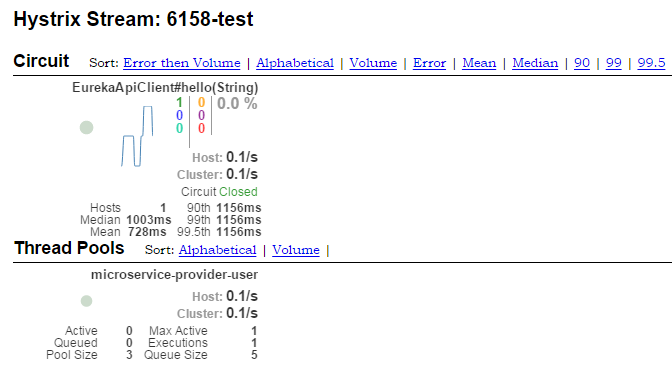 Hystrix Stream: 6158-test
Circuit Sort: Error then Volume | Alphabetical | Volume | Error | Mean | Median | 90 | 99 | 99.5
EurekaApiClient#hello(String)
1 0 0.0 %
0 0
0 0
Host: 0.1/s
Cluster: 0.1/s
Circuit Closed
Hosts 1 90th 1156ms
Median 1003ms 99th 1156ms
Mean 728ms 99.5th 1156ms
Thread Pools Sort: Alphabetical | Volume |
microservice-provider-user
Host: 0.1/s
Cluster: 0.1/s
Active 0 Max Active 1
Queued 0 Executions 1
Pool Size 3 Queue Size 5